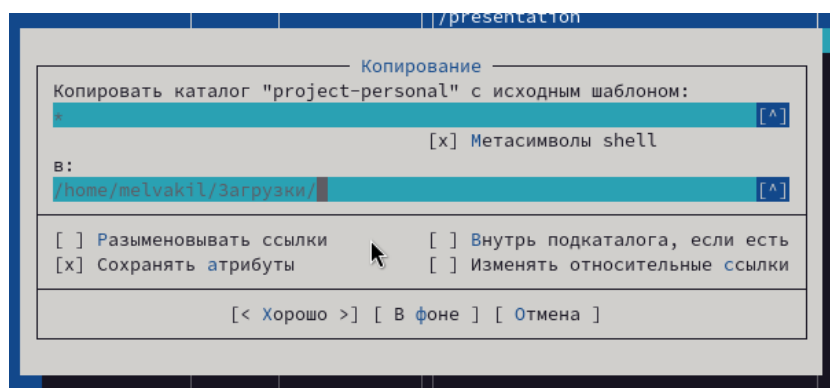 /presentation
Копирование
Копировать каталог "project-personal" с исходным шаблоном:
* [^]
[x] Метасимволы shell
в:
/home/melvakil/Загрузки/ [^]
[ ] Разыменовывать ссылки [ ] Внутрь подкаталога, если есть
[x] Сохранять атрибуты [ ] Изменять относительные ссылки
[< Хорошо >] [ В фоне ] [ Отмена ]